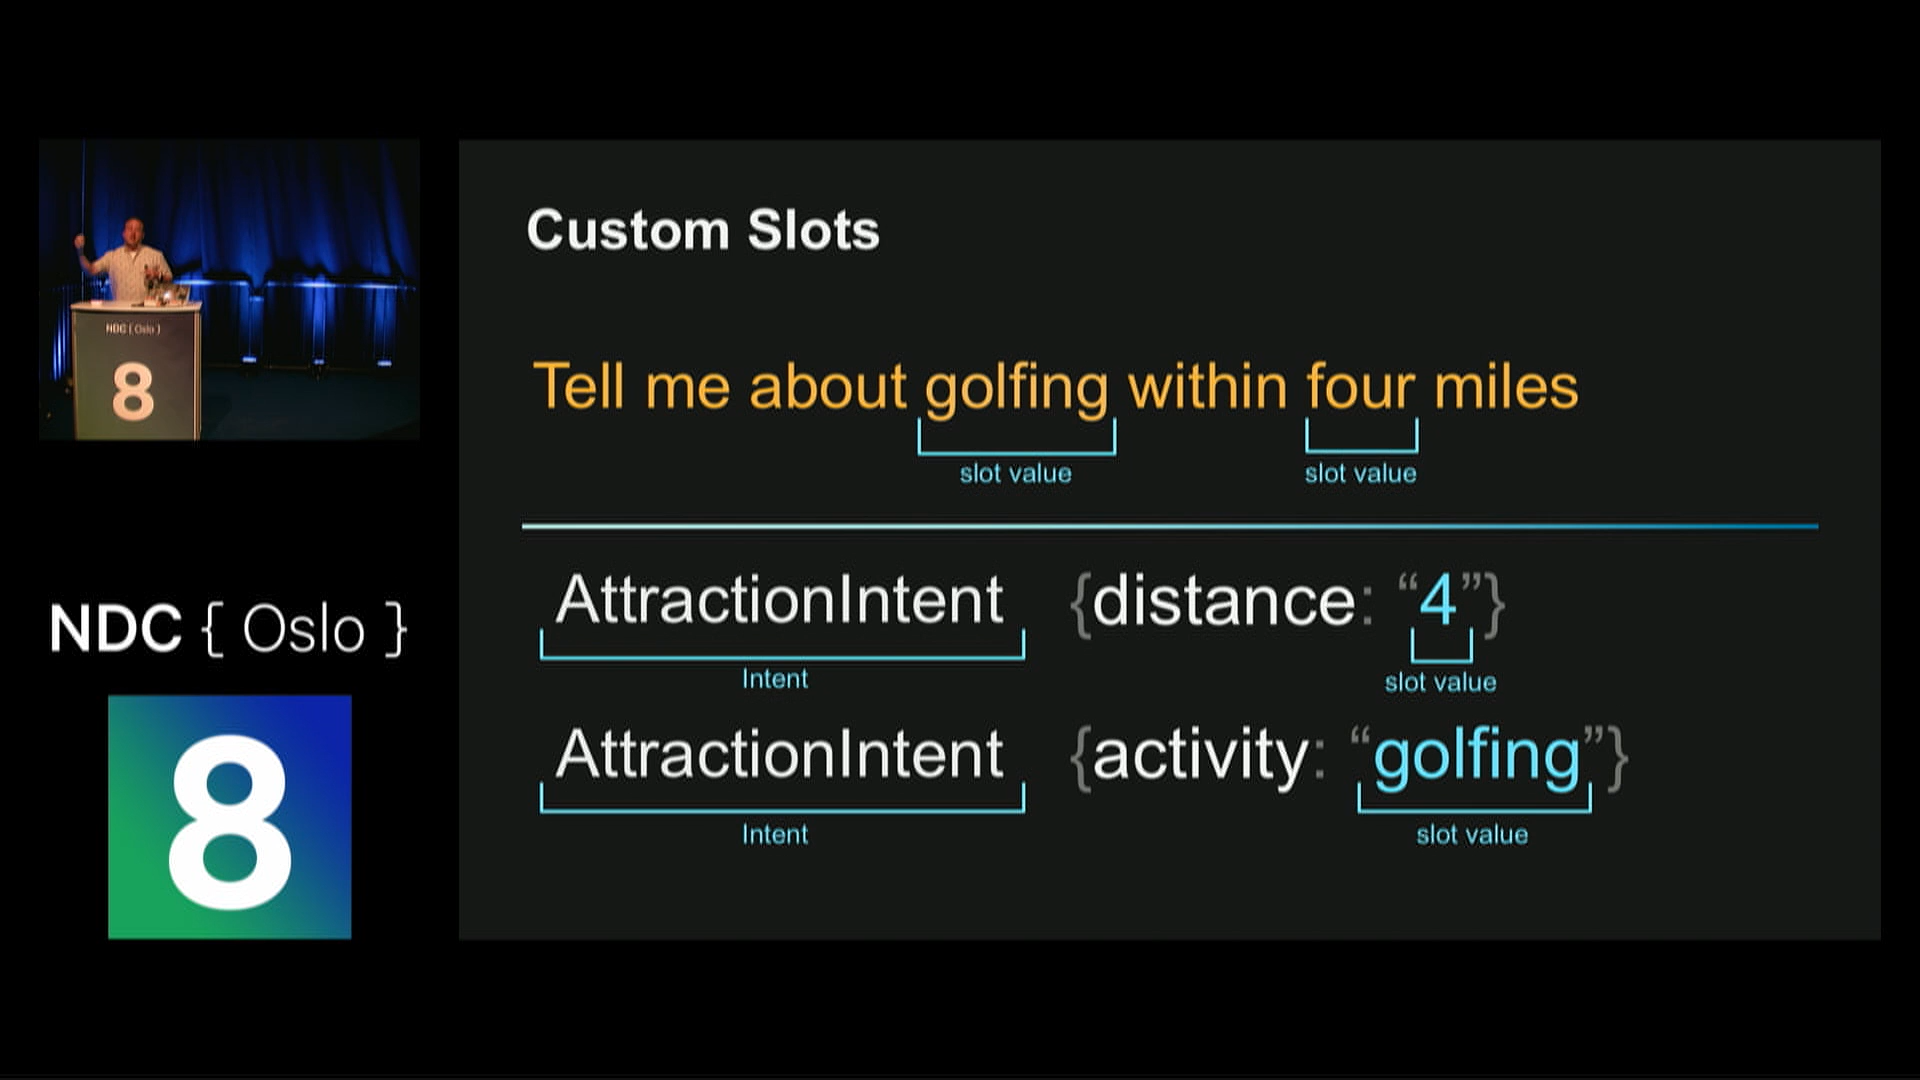 NDC { Oslo }
8
NDC { Oslo }
8
Custom Slots
Tell me about golfing within four miles
slot value slot value
AttractionIntent {distance: “4”}
Intent slot value
AttractionIntent {activity: “golfing”}
Intent slot value